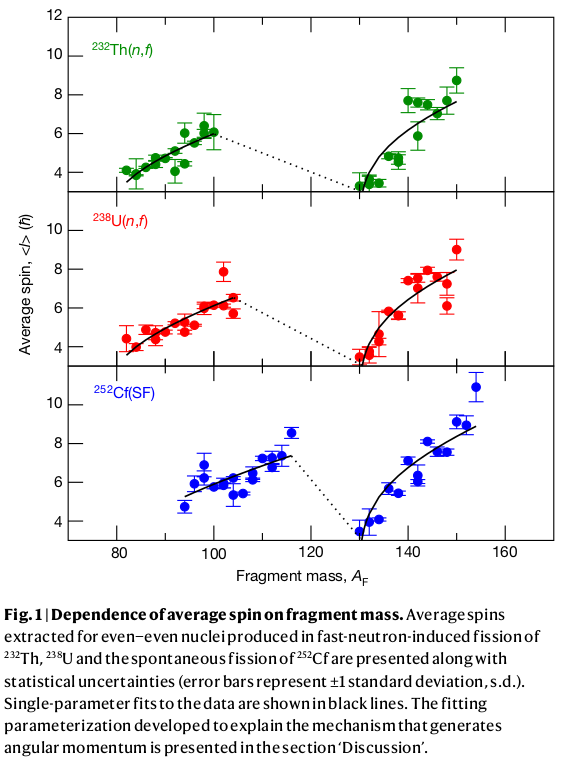 12
²³²Th(n,f)
10
8
6
4
²³⁸U(n,f)
10
8
6
4
Average spin, <I> (ħ)
²⁵²Cf(SF)
10
8
6
4
80 100 120 140 160
Fragment mass, A_F
Fig. 1 | Dependence of average spin on fragment mass. Average spins
extracted for even−even nuclei produced in fast-neutron-induced fission of
²³²Th, ²³⁸U and the spontaneous fission of ²⁵²Cf are presented along with
statistical uncertainties (error bars represent ±1 standard deviation, s.d.).
Single-parameter fits to the data are shown in black lines. The fitting
parameterization developed to explain the mechanism that generates
angular momentum is presented in the section ‘Discussion’.